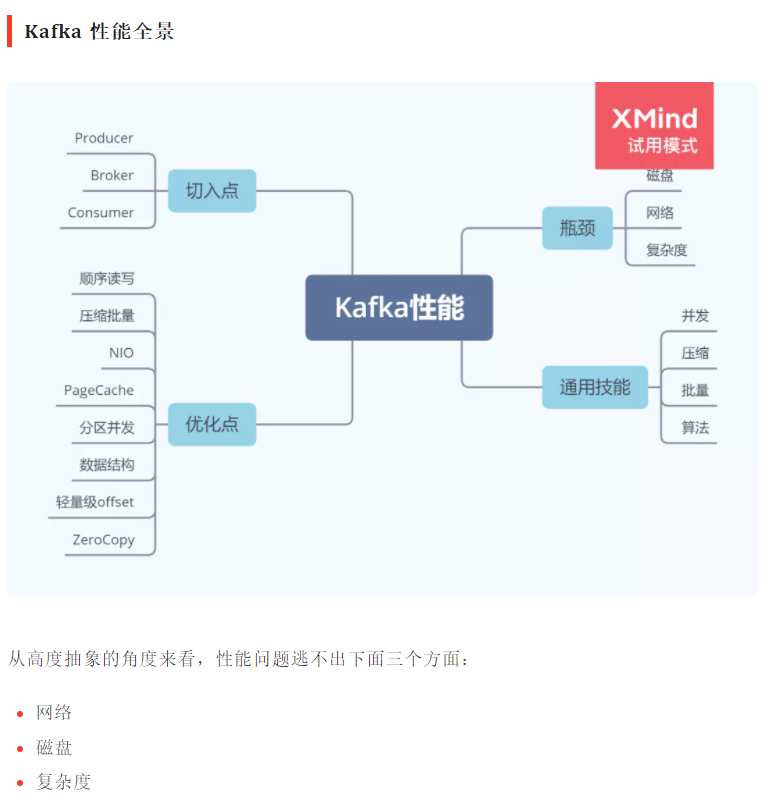 Kafka 性能全景
XMind
试用模式
Producer
Broker
Consumer
切入点
顺序读写
压缩批量
NIO
PageCache
分区并发
数据结构
轻量级offset
ZeroCopy
优化点
Kafka性能
瓶颈
磁盘
网络
复杂度
通用技能
并发
压缩
批量
算法
从高度抽象的角度来看，性能问题逃不出下面三个方面：
网络
磁盘
复杂度